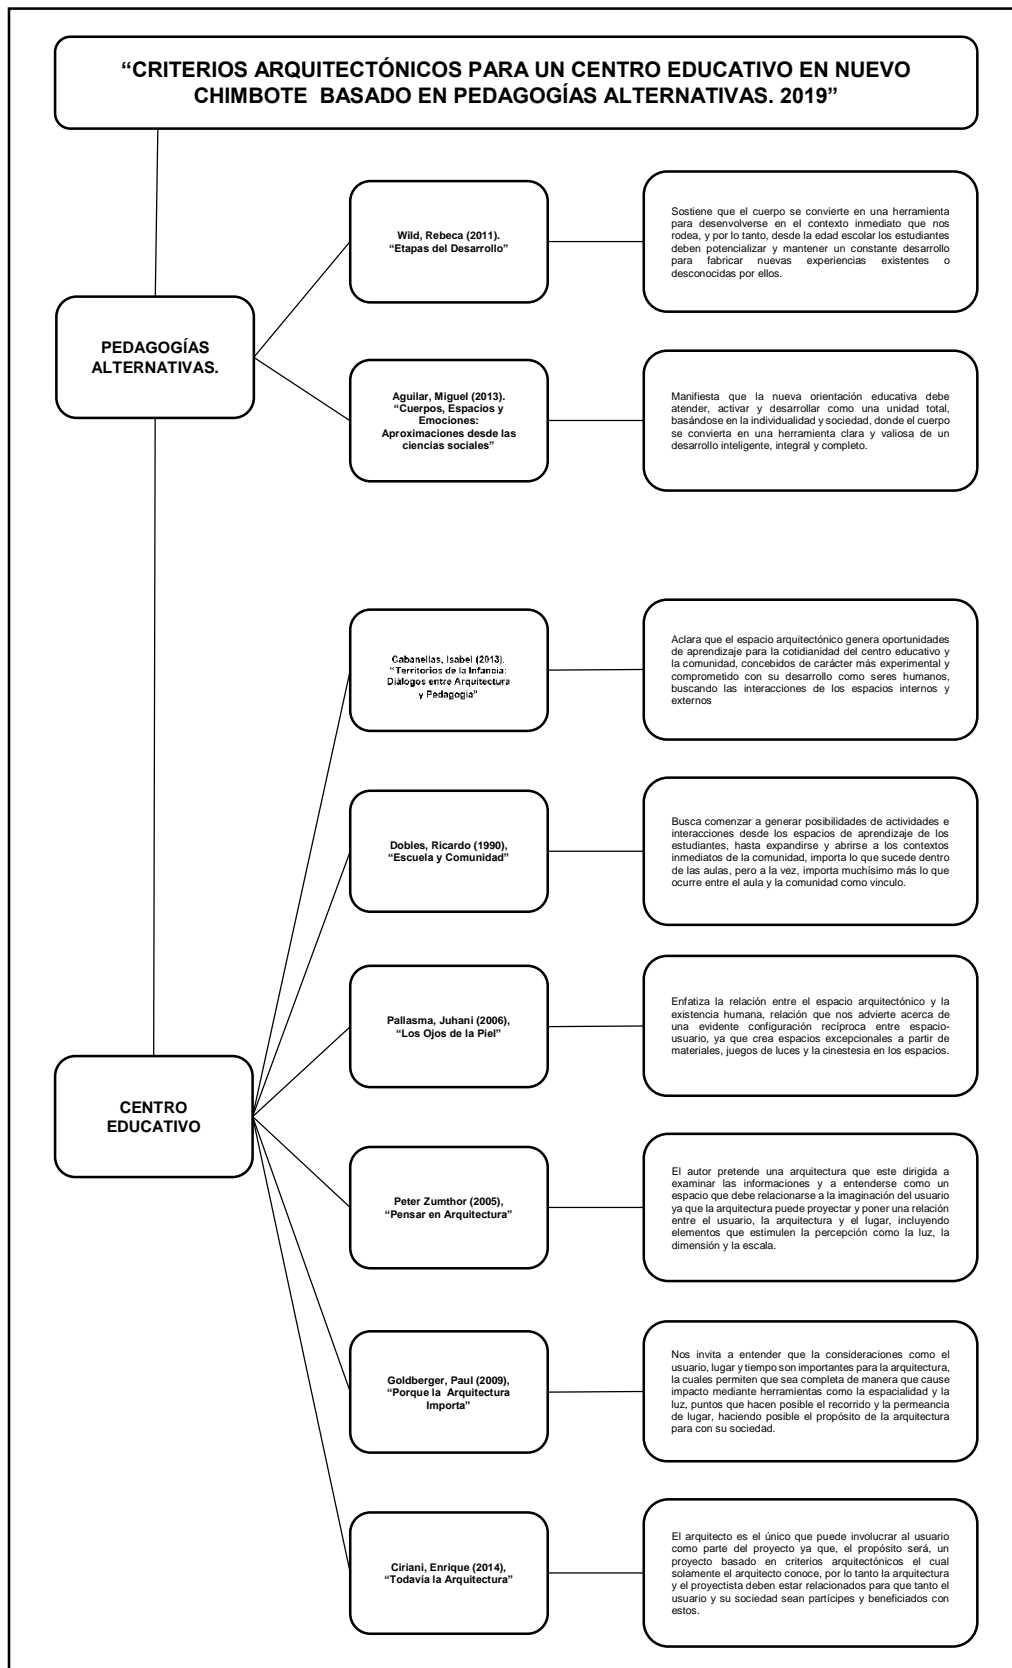 “CRITERIOS ARQUITECTÓNICOS PARA UN CENTRO EDUCATIVO EN NUEVO
CHIMBOTE BASADO EN PEDAGOGÍAS ALTERNATIVAS. 2019”
PEDAGOGÍAS
ALTERNATIVAS.
Wild, Rebeca (2011).
“Etapas del Desarrollo”
Sostiene que el cuerpo se convierte en una herramienta
para desenvolverse en el contexto inmediato que nos
rodea, y por lo tanto, desde la edad escolar los estudiantes
deben potencializar y mantener un constante desarrollo
para fabricar nuevas experiencias existentes o
desconocidas por ellos.
Aguilar, Miguel (2013).
“Cuerpos, Espacios y
Emociones:
Aproximaciones desde las
ciencias sociales”
Manifiesta que la nueva orientación educativa debe
atender, activar y desarrollar como una unidad total,
basándose en la individualidad y sociedad, donde el cuerpo
se convierta en una herramienta clara y valiosa de un
desarrollo inteligente, integral y completo.
CENTRO
EDUCATIVO
Cabanellas, Isabel (2013).
“Territorios de la Infancia:
Diálogos entre Arquitectura
y Pedagogía”
Aclara que el espacio arquitectónico genera oportunidades
de aprendizaje para la cotidianidad del centro educativo y
la comunidad, concebidos de carácter más experimental y
comprometido con su desarrollo como seres humanos,
buscando las interacciones de los espacios internos y
externos
Dobles, Ricardo (1990),
“Escuela y Comunidad”
Busca comenzar a generar posibilidades de actividades e
interacciones desde los espacios de aprendizaje de los
estudiantes, hasta expandirse y abrirse a los contextos
inmediatos de la comunidad, importa lo que sucede dentro
de las aulas, pero a la vez, importa muchísimo más lo que
ocurre entre el aula y la comunidad como vinculo.
Pallasma, Juhani (2006),
“Los Ojos de la Piel”
Enfatiza la relación entre el espacio arquitectónico y la
existencia humana, relación que nos advierte acerca de
una evidente configuración recíproca entre espacio-
usuario, ya que crea espacios excepcionales a partir de
materiales, juegos de luces y la cinestesia en los espacios.
Peter Zumthor (2005),
“Pensar en Arquitectura”
El autor pretende una arquitectura que este dirigida a
examinar las informaciones y a entenderse como un
espacio que debe relacionarse a la imaginación del usuario
ya que la arquitectura puede proyectar y poner una relación
entre el usuario, la arquitectura y el lugar, incluyendo
elementos que estimulen la percepción como la luz, la
dimensión y la escala.
Goldberger, Paul (2009),
“Porque la Arquitectura
Importa”
Nos invita a entender que la consideraciones como el
usuario, lugar y tiempo son importantes para la arquitectura,
la cuales permiten que sea completa de manera que cause
impacto mediante herramientas como la espacialidad y la
luz, puntos que hacen posible el recorrido y la permeancia
de lugar, haciendo posible el propósito de la arquitectura
para con su sociedad.
Ciriani, Enrique (2014),
“Todavía la Arquitectura”
El arquitecto es el único que puede involucrar al usuario
como parte del proyecto ya que, el propósito será, un
proyecto basado en criterios arquitectónicos el cual
solamente el arquitecto conoce, por lo tanto la arquitectura
y el proyectista deben estar relacionados para que tanto el
usuario y su sociedad sean partícipes y beneficiados con
estos.